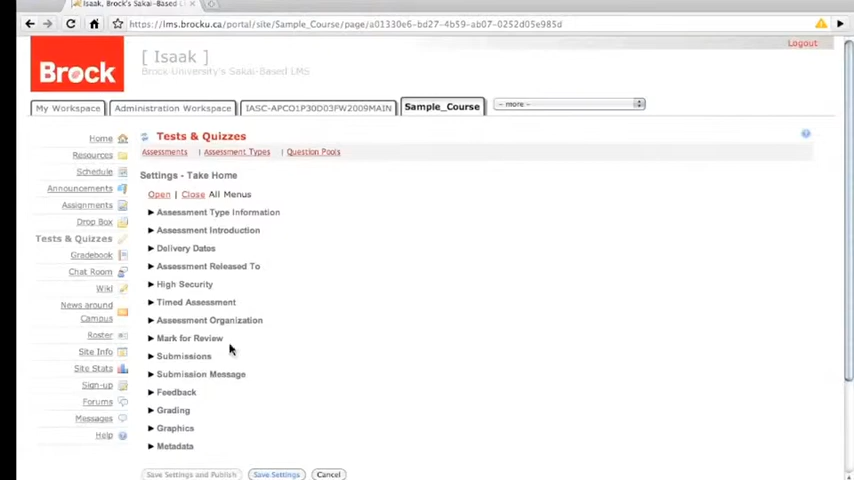 Isaak, Brock's Sakai-Based L
https://lms.brocku.ca/portal/site/Sample_Course/page/a01330e6-bd27-4b59-ab07-0252d05e985d
Logout
Brock
[ Isaak ]
Brock University's Sakai-Based LMS
My Workspace
Administration Workspace
IASC-APCO1P30D03FW2009MAIN
Sample_Course
- more -
Home
Resources
Schedule
Announcements
Assignments
Drop Box
Tests & Quizzes
Gradebook
Chat Room
Wiki
News around
Campus
Roster
Site Info
Site Stats
Sign-up
Forums
Messages
Help
Tests & Quizzes
Assessments | Assessment Types | Question Pools
Settings - Take Home
Open | Close All Menus
Assessment Type Information
Assessment Introduction
Delivery Dates
Assessment Released To
High Security
Timed Assessment
Assessment Organization
Mark for Review
Submissions
Submission Message
Feedback
Grading
Graphics
Metadata
Save Settings and Publish
Save Settings
Cancel